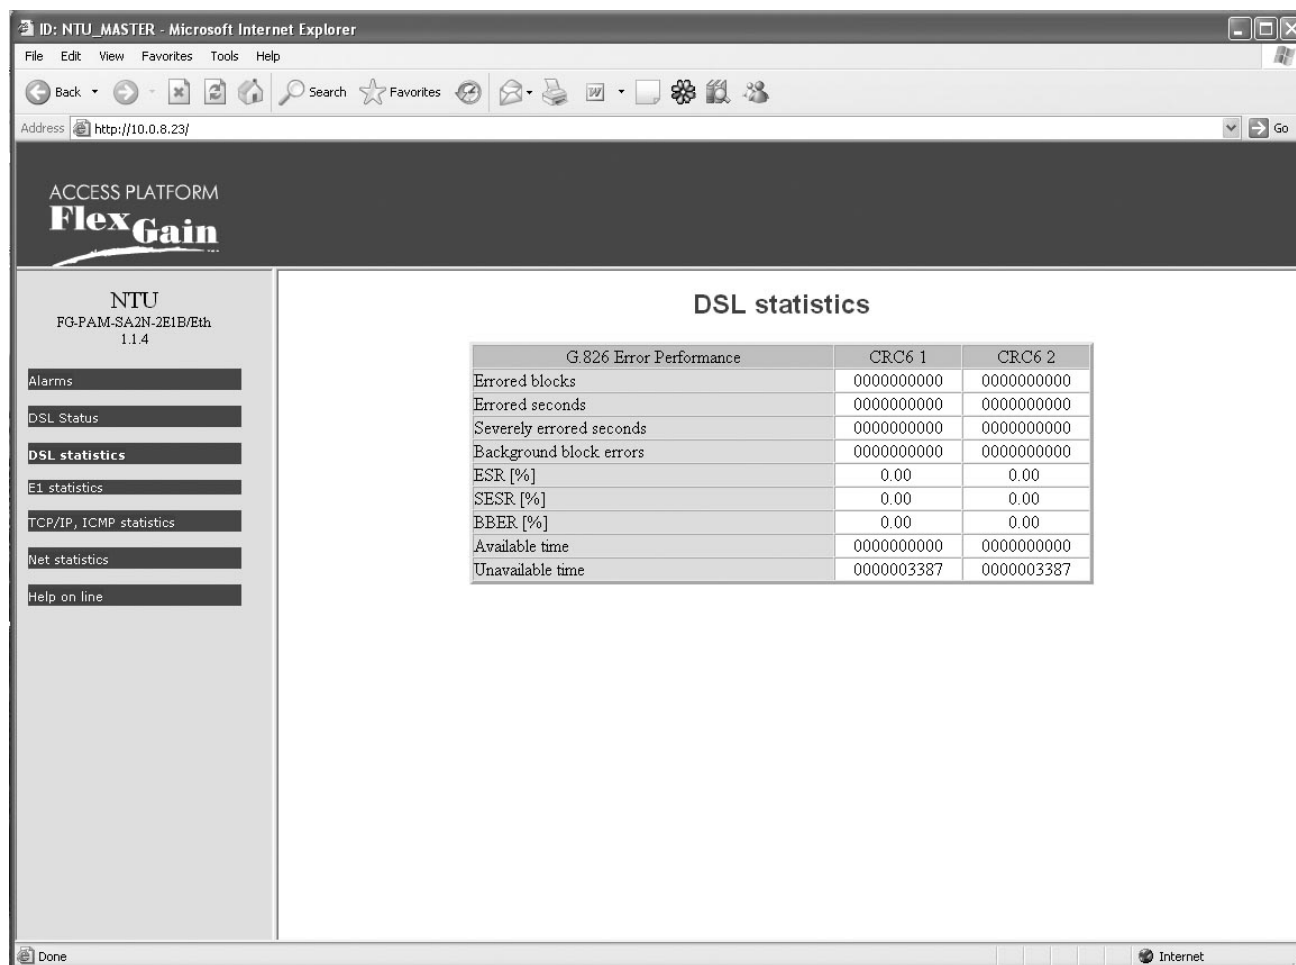 ID: NTU_MASTER - Microsoft Internet Explorer
File Edit View Favorites Tools Help
Back Search Favorites W
Address http://10.0.8.23/ Go
ACCESS PLATFORM
FlexGain
NTU
FG-PAM-SA2N-2E1B/Eth
1.1.4
Alarms
DSL Status
DSL statistics
E1 statistics
TCP/IP, ICMP statistics
Net statistics
Help on line
DSL statistics
G.826 Error Performance CRC6 1 CRC6 2
Errored blocks 0000000000 0000000000
Errored seconds 0000000000 0000000000
Severely errored seconds 0000000000 0000000000
Background block errors 0000000000 0000000000
ESR [%] 0.00 0.00
SESR [%] 0.00 0.00
BBER [%] 0.00 0.00
Available time 0000000000 0000000000
Unavailable time 0000003387 0000003387
Done Internet